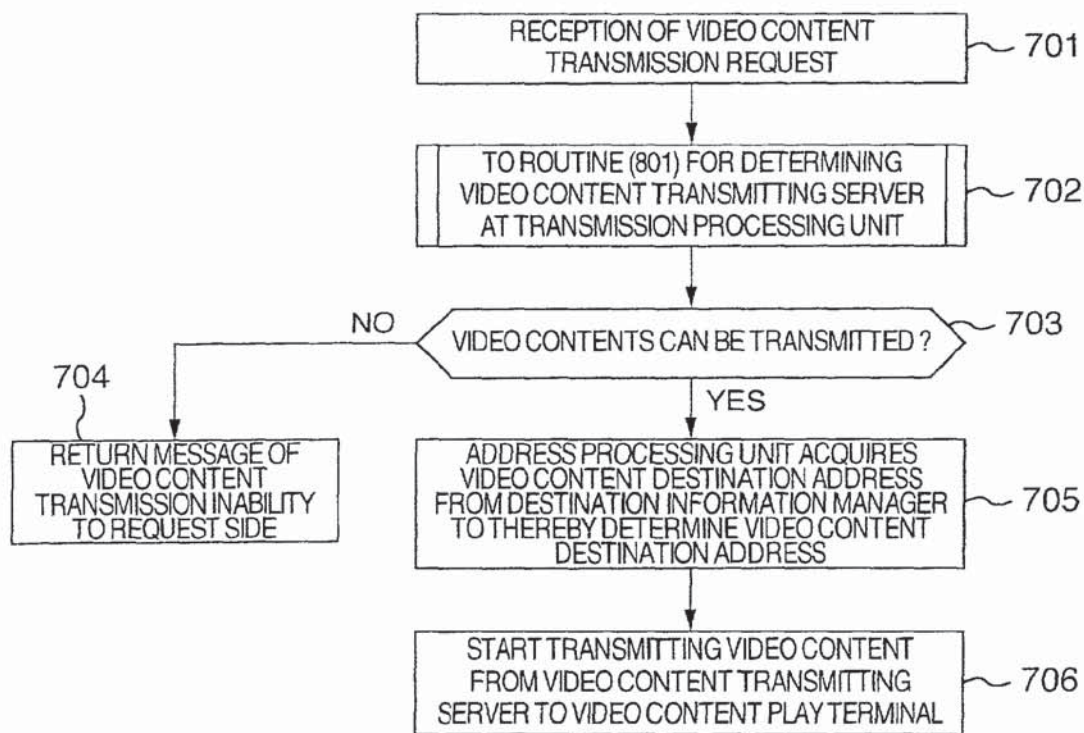 RECEPTION OF VIDEO CONTENT
TRANSMISSION REQUEST
701
TO ROUTINE (801) FOR DETERMINING
VIDEO CONTENT TRANSMITTING SERVER
AT TRANSMISSION PROCESSING UNIT
702
VIDEO CONTENTS CAN BE TRANSMITTED ?
703
NO
YES
704
RETURN MESSAGE OF
VIDEO CONTENT
TRANSMISSION INABILITY
TO REQUEST SIDE
ADDRESS PROCESSING UNIT ACQUIRES
VIDEO CONTENT DESTINATION ADDRESS
FROM DESTINATION INFORMATION MANAGER
TO THEREBY DETERMINE VIDEO CONTENT
DESTINATION ADDRESS
705
START TRANSMITTING VIDEO CONTENT
FROM VIDEO CONTENT TRANSMITTING
SERVER TO VIDEO CONTENT PLAY TERMINAL
706